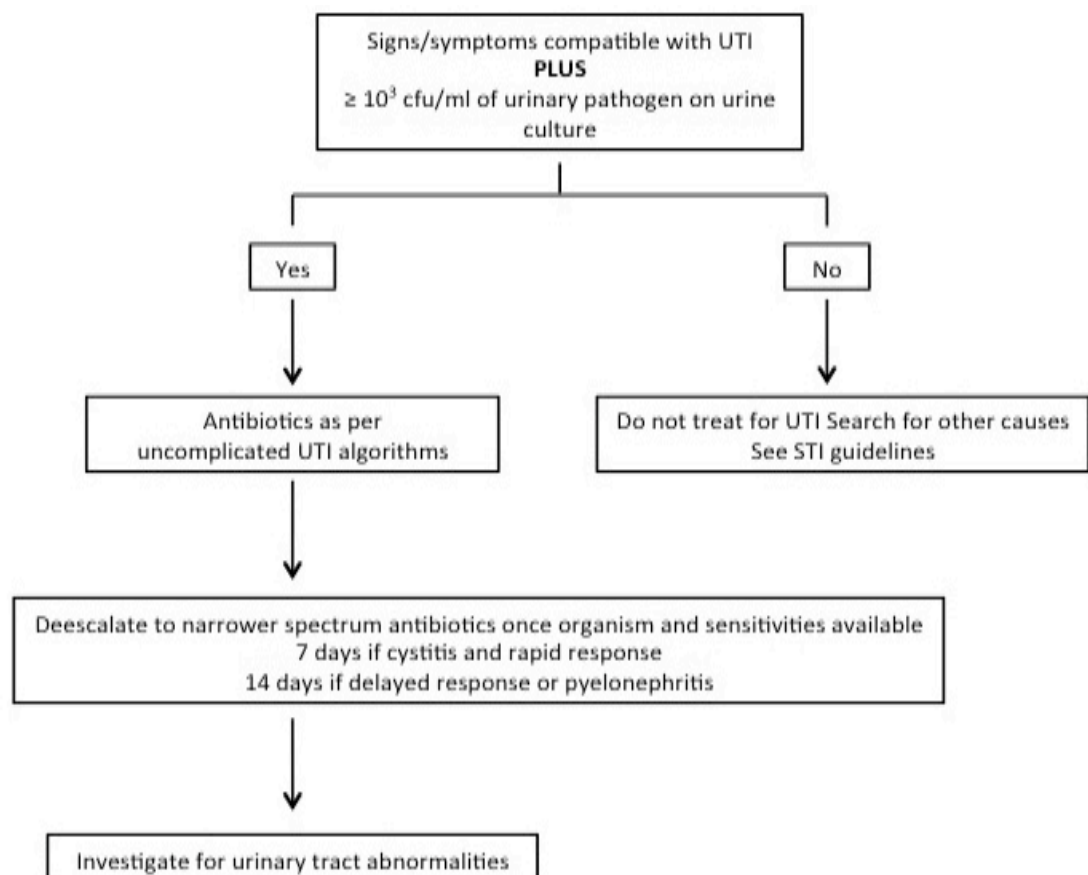 Signs/symptoms compatible with UTI
PLUS
≥ 10³ cfu/ml of urinary pathogen on urine
culture
Yes
No
Antibiotics as per
uncomplicated UTI algorithms
Do not treat for UTI Search for other causes
See STI guidelines
Deescalate to narrower spectrum antibiotics once organism and sensitivities available
7 days if cystitis and rapid response
14 days if delayed response or pyelonephritis
Investigate for urinary tract abnormalities